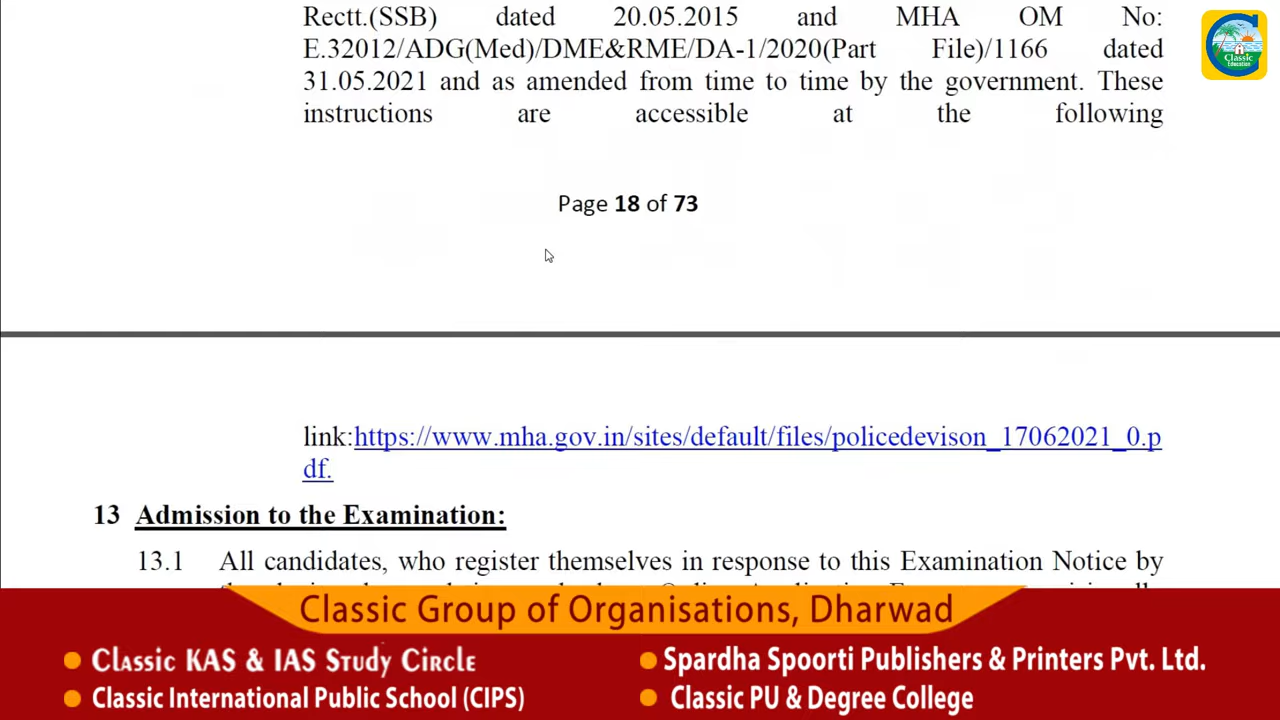 Rectt.(SSB) dated 20.05.2015 and MHA OM No:
E.32012/ADG(Med)/DME&RME/DA-1/2020(Part File)/1166 dated
31.05.2021 and as amended from time to time by the government. These
instructions are accessible at the following
Page 18 of 73
link:https://www.mha.gov.in/sites/default/files/policedevison_17062021_0.p
df.
13 Admission to the Examination:
13.1 All candidates, who register themselves in response to this Examination Notice by
Classic Group of Organisations, Dharwad
Classic KAS & IAS Study Circle
Spardha Spoorti Publishers & Printers Pvt. Ltd.
Classic International Public School (CIPS)
Classic PU & Degree College
Classic
Education